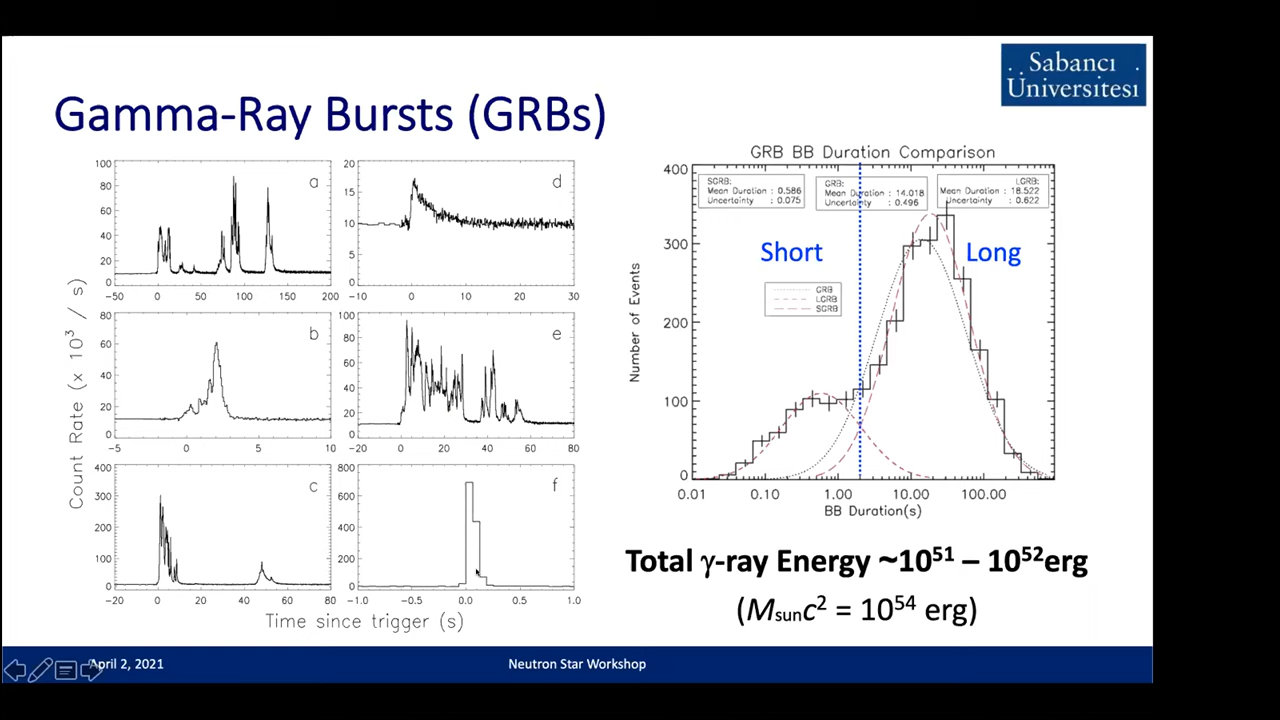 Sabancı
Üniversitesi
Gamma-Ray Bursts (GRBs)
Count Rate (x 10³ / s)
100
80
60
40
20
0
a
-50 0 50 100 150 200
20
15
10
5
0
d
-10 0 10 20 30
80
60
40
20
0
b
-5 0 5 10
100
80
60
40
20
0
e
-20 0 20 40 60 80
400
300
200
100
0
c
-20 0 20 40 60 80
800
600
400
200
0
f
-1.0 -0.5 0.0 0.5 1.0
Time since trigger (s)
GRB BB Duration Comparison
Number of Events
400
300
200
100
0
SGRB:
Mean Duration : 0.586
Uncertainty : 0.075
GRB:
Mean Duration : 14.018
Uncertainty : 0.496
LGRB:
Mean Duration : 18.522
Uncertainty : 0.622
Short
Long
GRB
LGRB
SGRB
0.01 0.10 1.00 10.00 100.00
BB Duration(s)
Total γ-ray Energy ~10⁵¹ – 10⁵²erg
(Msunc² = 10⁵⁴ erg)
April 2, 2021
Neutron Star Workshop